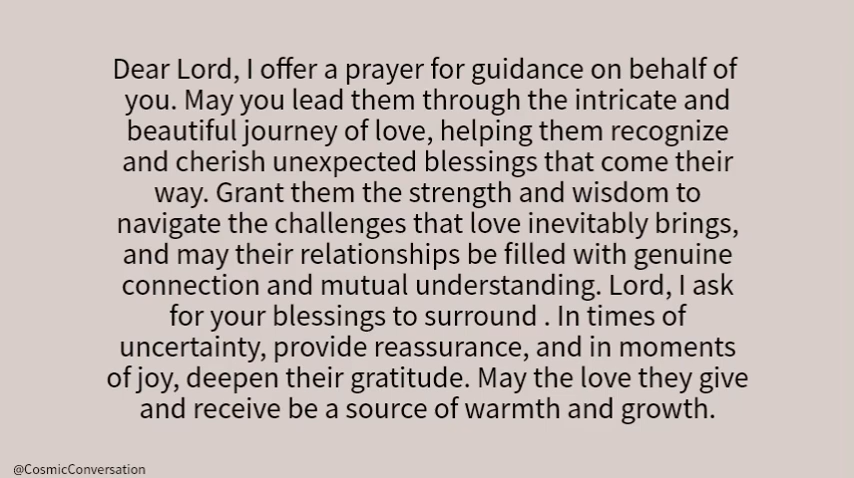 Dear Lord, I offer a prayer for guidance on behalf of
you. May you lead them through the intricate and
beautiful journey of love, helping them recognize
and cherish unexpected blessings that come their
way. Grant them the strength and wisdom to
navigate the challenges that love inevitably brings,
and may their relationships be filled with genuine
connection and mutual understanding. Lord, I ask
for your blessings to surround . In times of
uncertainty, provide reassurance, and in moments
of joy, deepen their gratitude. May the love they give
and receive be a source of warmth and growth.
@CosmicConversation